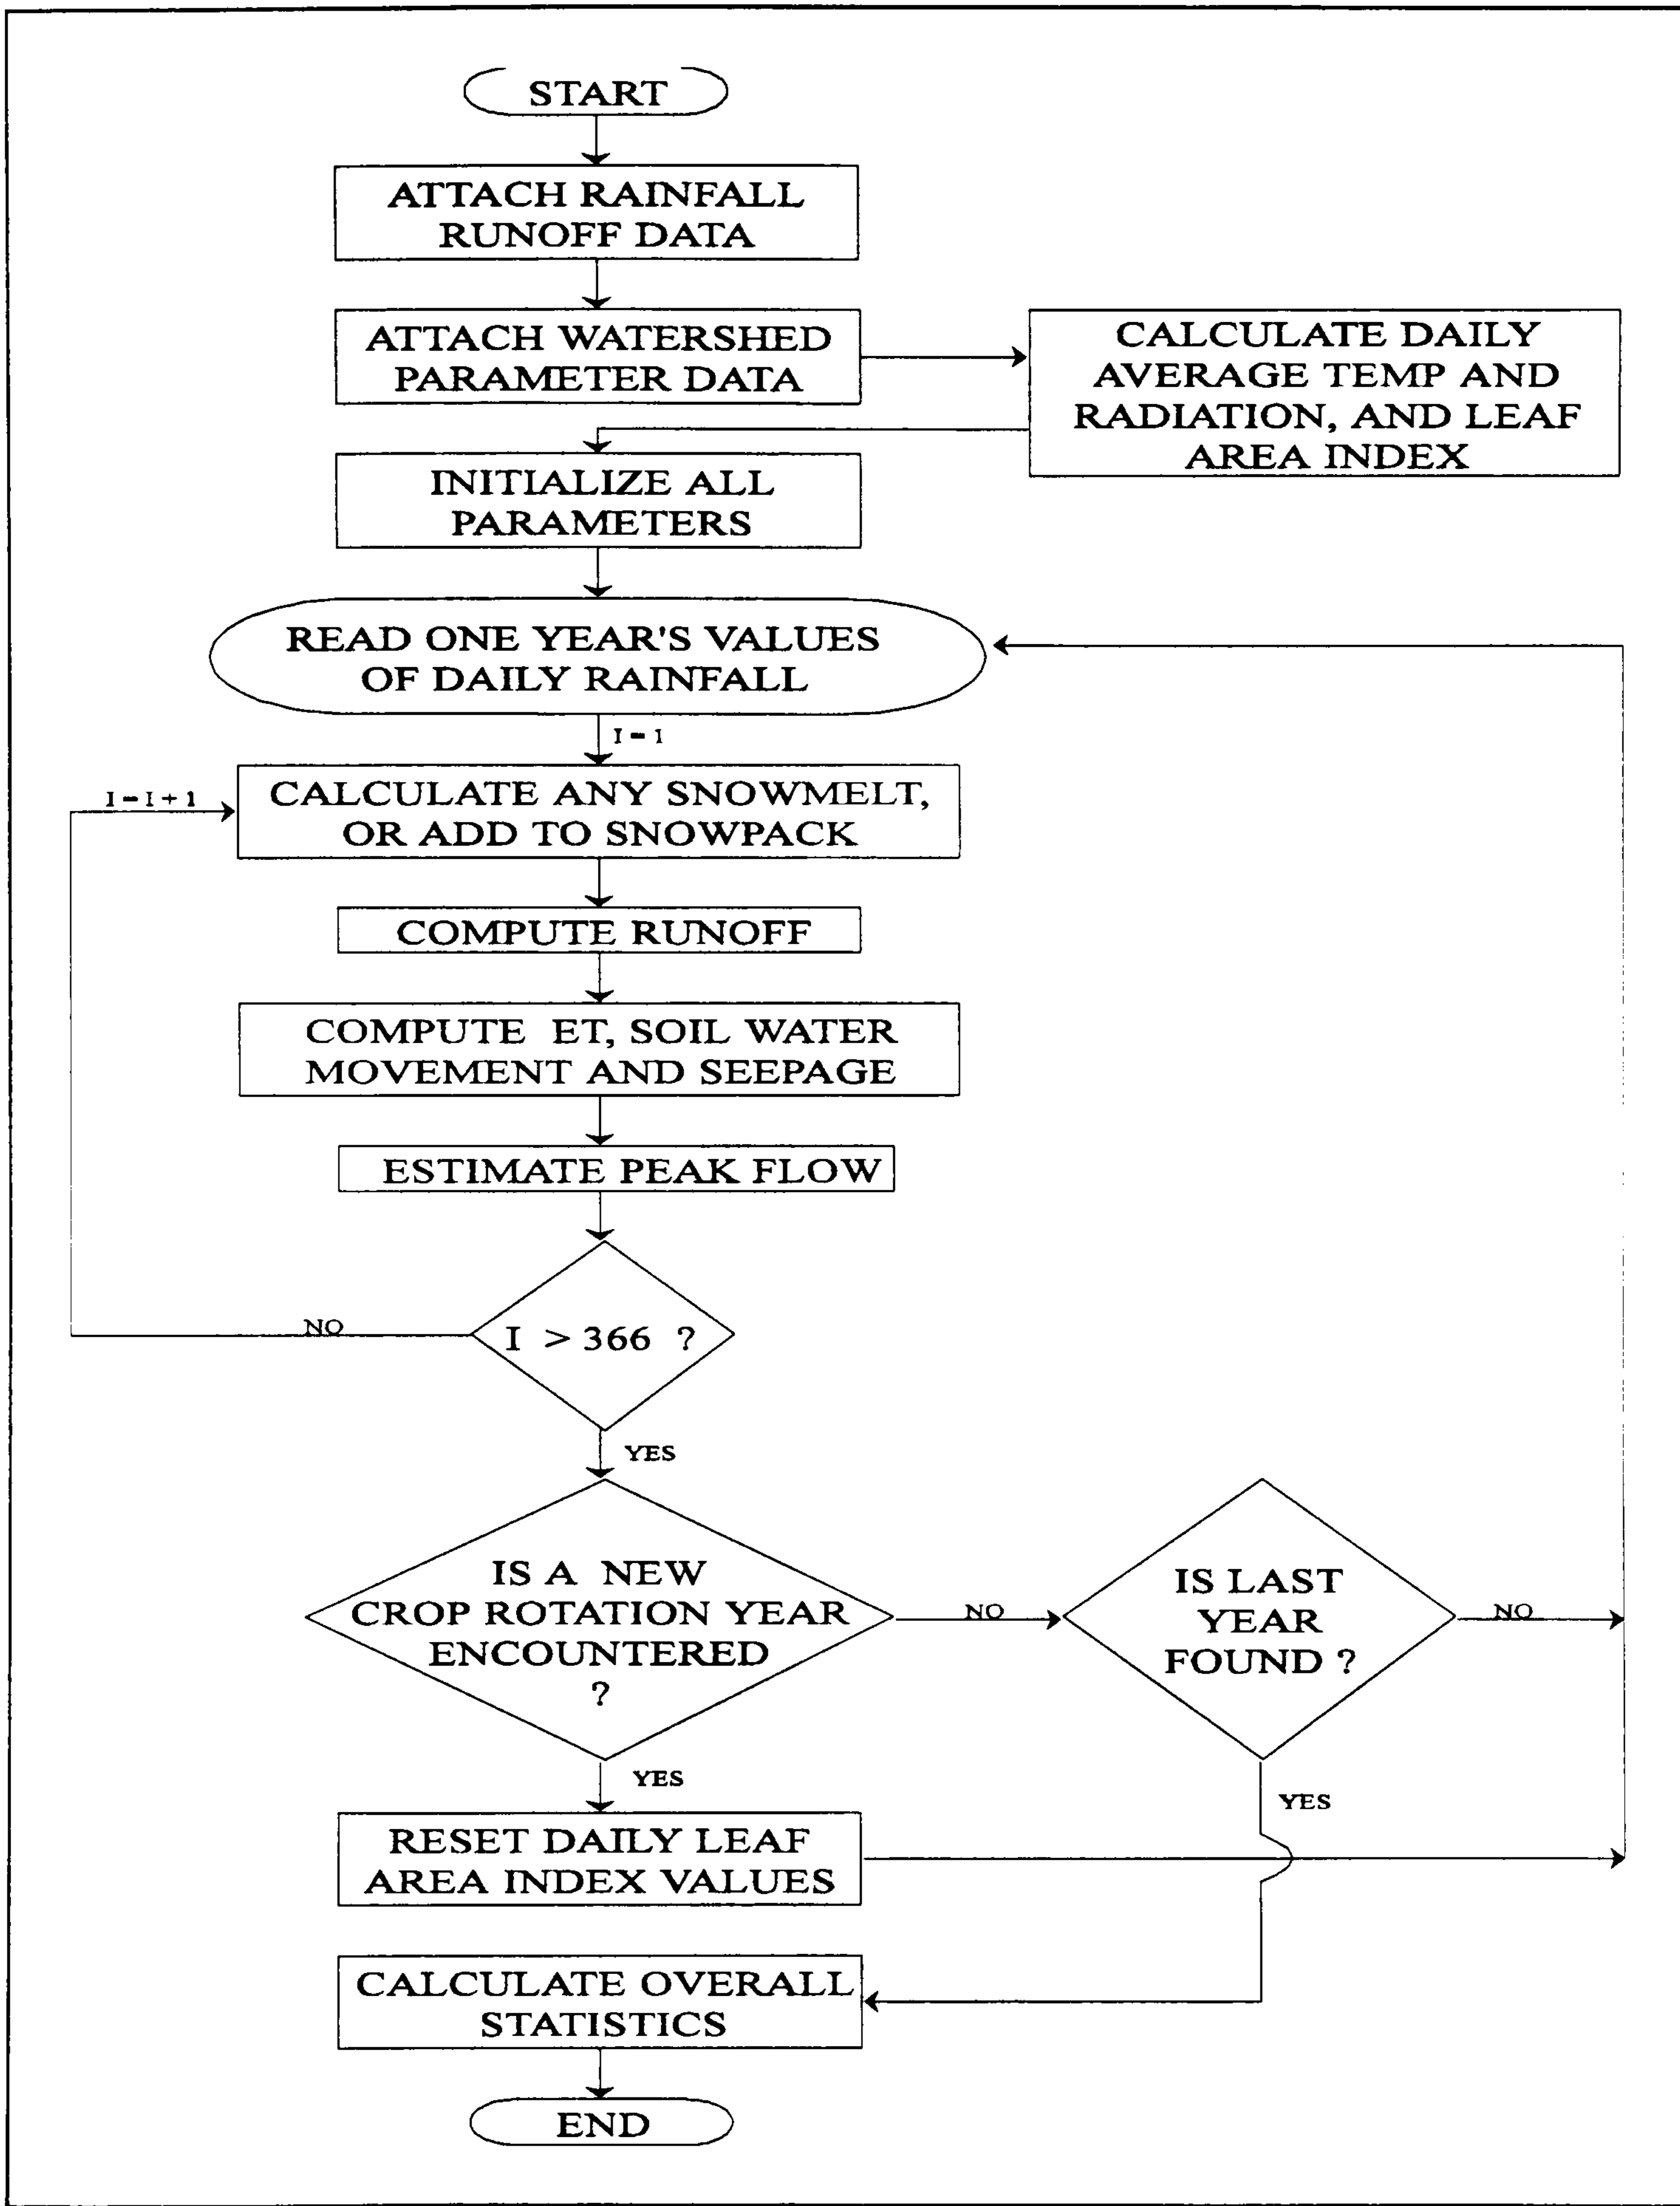 START
ATTACH RAINFALL
RUNOFF DATA
ATTACH WATERSHED
PARAMETER DATA
CALCULATE DAILY
AVERAGE TEMP AND
RADIATION, AND LEAF
AREA INDEX
INITIALIZE ALL
PARAMETERS
READ ONE YEAR'S VALUES
OF DAILY RAINFALL
I = 1
I = I + 1
CALCULATE ANY SNOWMELT,
OR ADD TO SNOWPACK
COMPUTE RUNOFF
COMPUTE ET, SOIL WATER
MOVEMENT AND SEEPAGE
ESTIMATE PEAK FLOW
I > 366 ?
NO
YES
IS A NEW
CROP ROTATION YEAR
ENCOUNTERED
?
NO
IS LAST
YEAR
FOUND ?
NO
YES
YES
RESET DAILY LEAF
AREA INDEX VALUES
CALCULATE OVERALL
STATISTICS
END